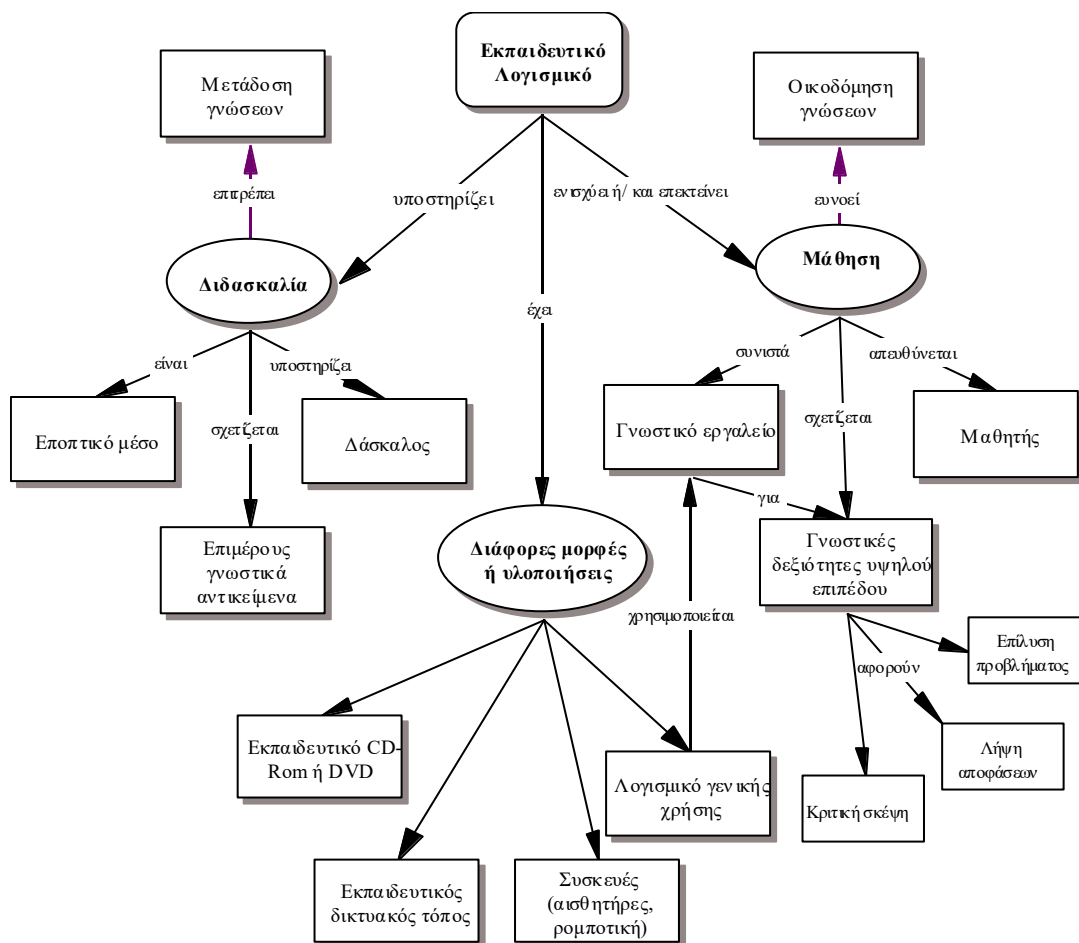 Εκπαιδευτικό
Λογισμικό
Μετάδοση
γνώσεων
Οικοδόμηση
γνώσεων
επιτρέπει
υποστηρίζει
ενισχύει ή/ και επεκτείνει
ευνοεί
Διδασκαλία
Μάθηση
έχει
είναι
υποστηρίζει
σχετίζεται
συνιστά
απευθύνεται
σχετίζεται
Εποπτικό μέσο
Δάσκαλος
Γνωστικό εργαλείο
Μαθητής
για
Επιμέρους
γνωστικά
αντικείμενα
Διάφορες μορφές
ή υλοποιήσεις
Γνωστικές
δεξιότητες υψηλού
επιπέδου
χρησιμοποιείται
αφορούν
Επίλυση
προβλήματος
Εκπαιδευτικό CD-
Rom ή DVD
Λογισμικό γενικής
χρήσης
Λήψη
αποφάσεων
Κριτική σκέψη
Εκπαιδευτικός
δικτυακός τόπος
Συσκευές
(αισθητήρες,
ρομποτική)